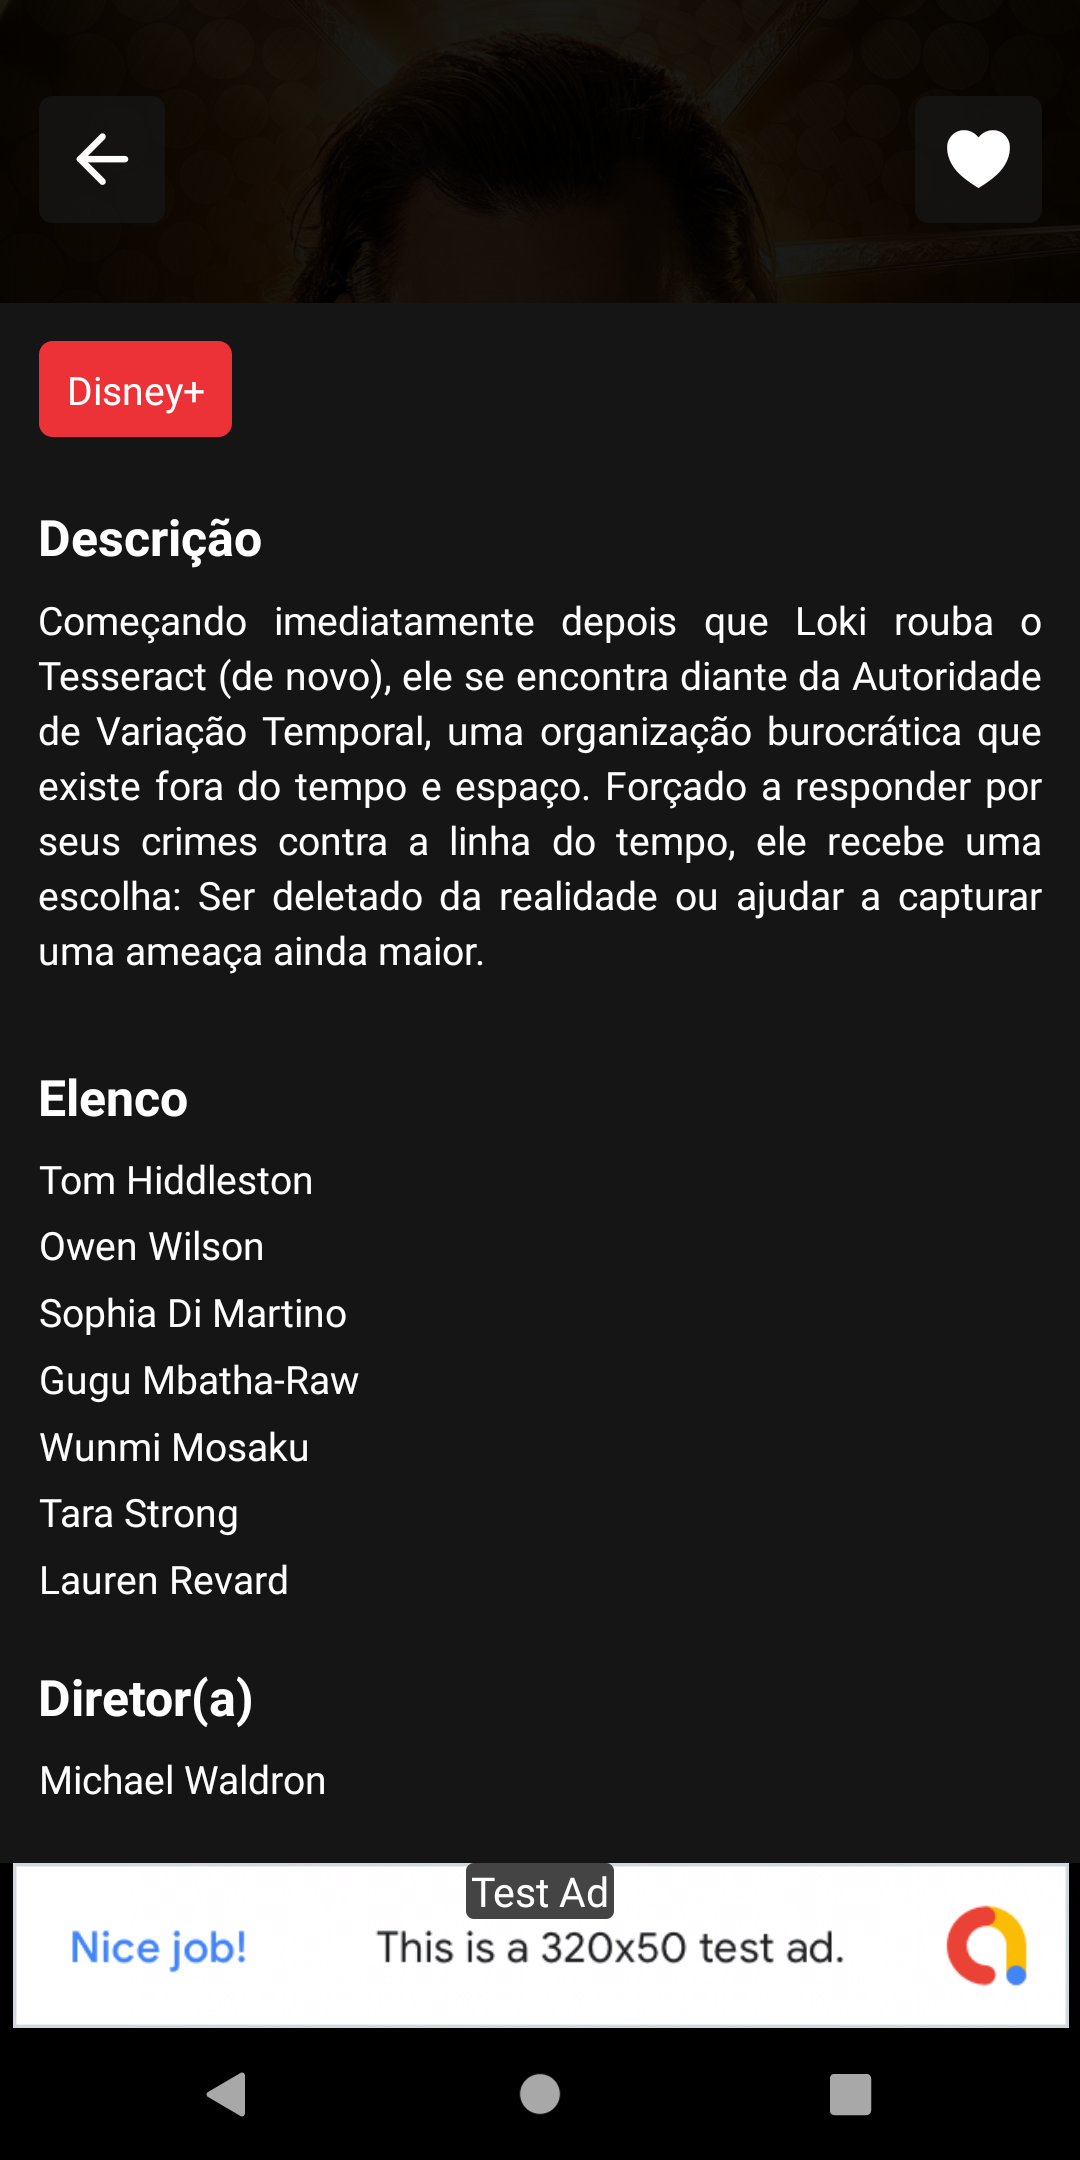 Disney+
Descrição
Começando imediatamente depois que Loki rouba o
Tesseract (de novo), ele se encontra diante da Autoridade
de Variação Temporal, uma organização burocrática que
existe fora do tempo e espaço. Forçado a responder por
seus crimes contra a linha do tempo, ele recebe uma
escolha: Ser deletado da realidade ou ajudar a capturar
uma ameaça ainda maior.
Elenco
Tom Hiddleston
Owen Wilson
Sophia Di Martino
Gugu Mbatha-Raw
Wunmi Mosaku
Tara Strong
Lauren Revard
Diretor(a)
Michael Waldron
Test Ad
Nice job! This is a 320x50 test ad.